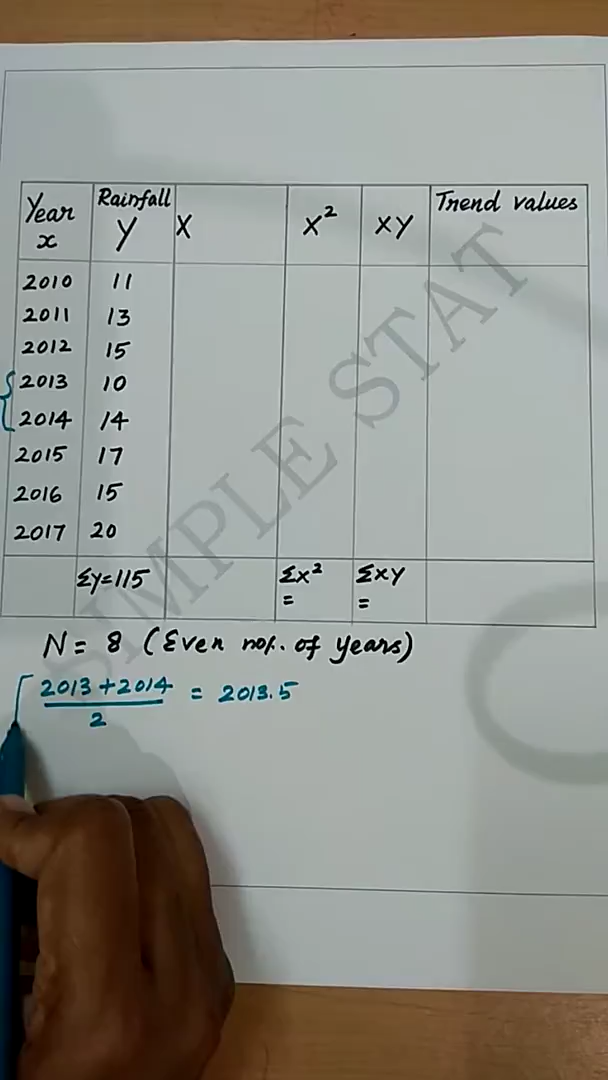 Year x Rainfall Y X X² XY Trend values
2010 11
2011 13
2012 15
2013 10
2014 14
2015 17
2016 15
2017 20
Σy=115 Σx² = Σxy =
N = 8 (Even no. of years)
2013 + 2014 / 2 = 2013.5
SIMPLE STAT